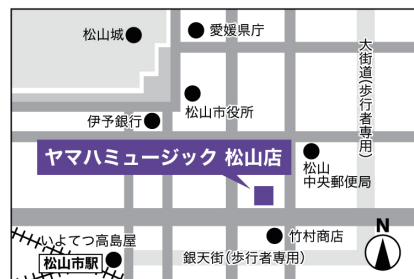 松山城
愛媛県庁
大街道(歩行者専用)
松山市役所
伊予銀行
ヤマハミュージック 松山店
松山
中央郵便局
竹村商店
いよてつ高島屋
松山市駅
銀天街(歩行者専用)
N